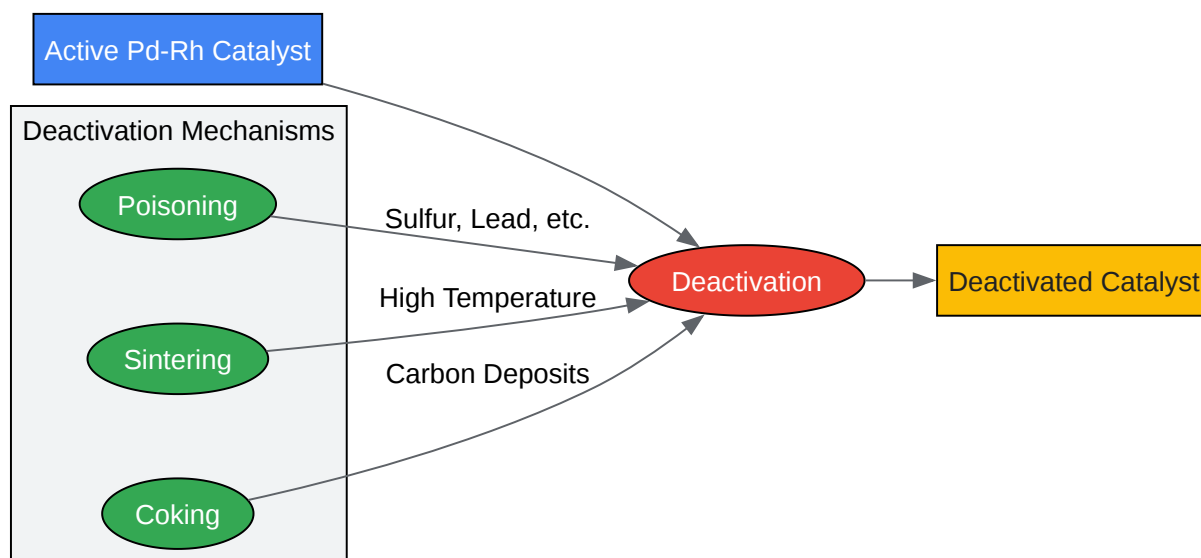 Active Pd-Rh Catalyst
Deactivation Mechanisms
Poisoning
Sulfur, Lead, etc.
Sintering
High Temperature
Coking
Carbon Deposits
Deactivation
Deactivated Catalyst